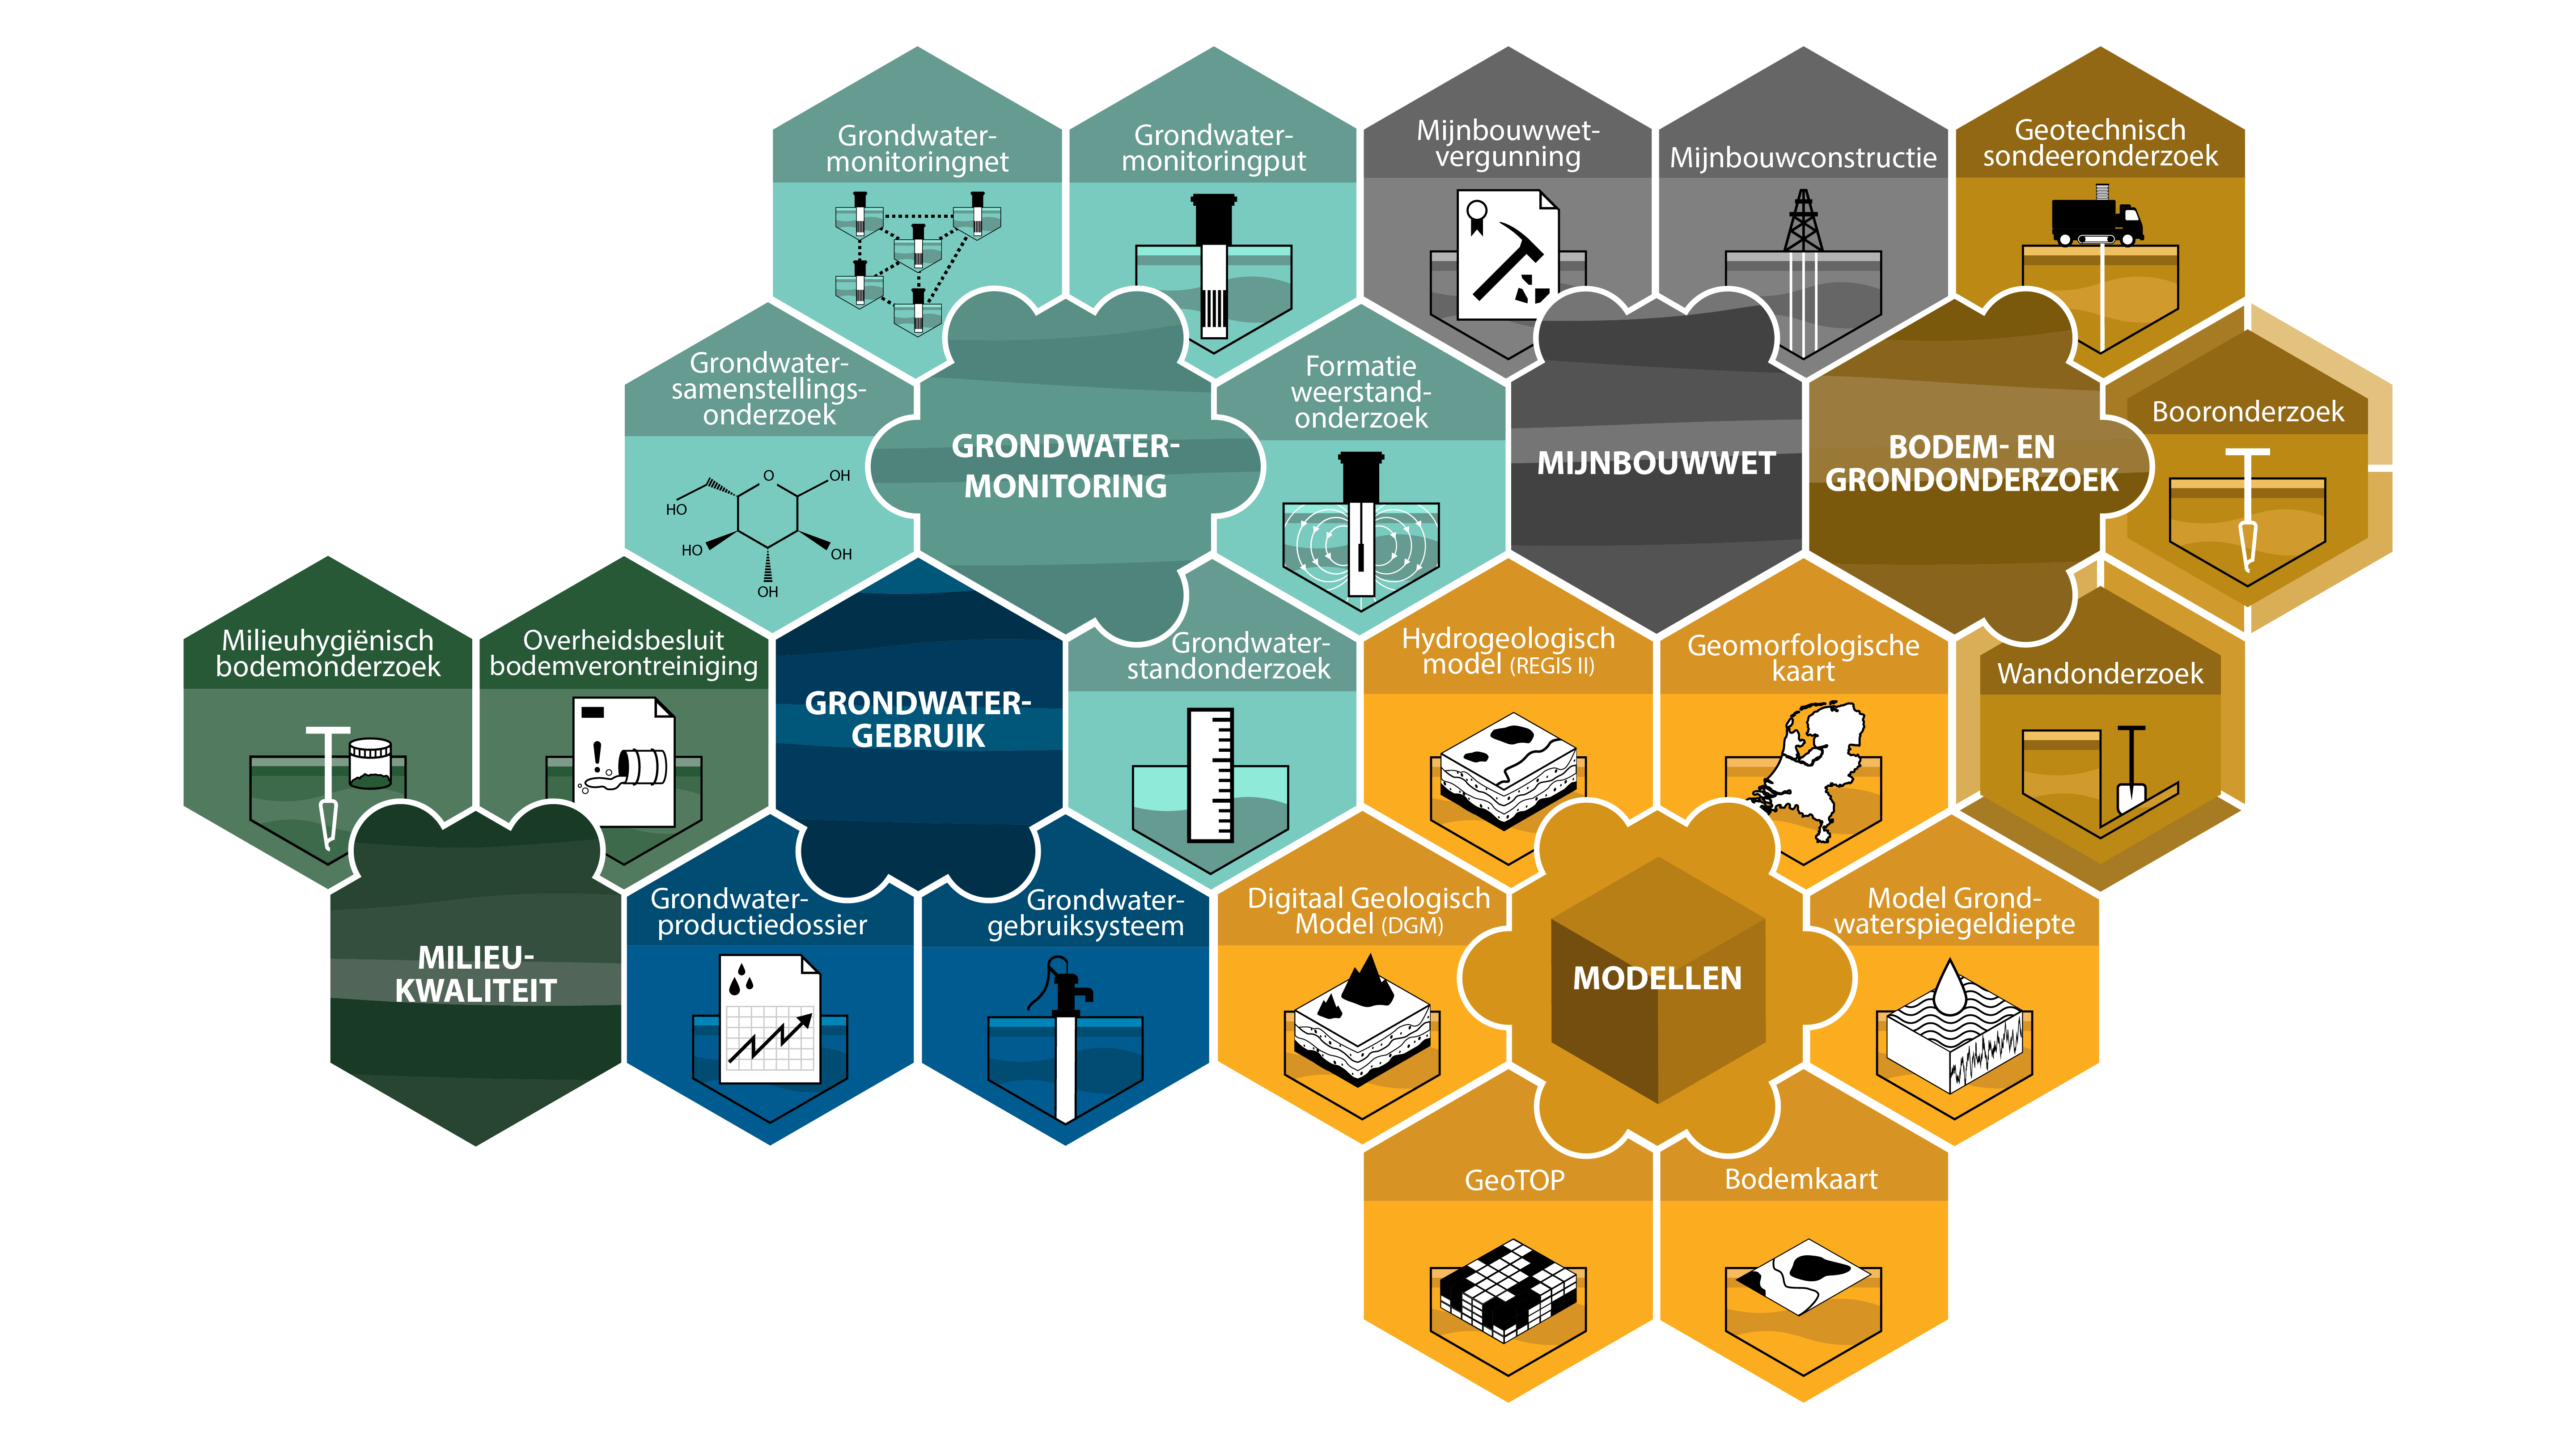 Grondwater-
monitoringnet
Grondwater-
monitoringput
Mijnbouwwet-
vergunning
Mijnbouwconstructie
Geotechnisch
sondeeronderzoek
Grondwater-
samenstellings-
onderzoek
O
OH
HO
HO
OH
OH
GRONDWATER-
MONITORING
Formatie
weerstand-
onderzoek
MIJNBOUWWET
BODEM- EN
GRONDONDERZOEK
Booronderzoek
Milieuhygiënisch
bodemonderzoek
Overheidsbesluit
bodemverontreiniging
!
GRONDWATER-
GEBRUIK
Grondwater-
standonderzoek
Hydrogeologisch
model (REGIS II)
Geomorfologische
kaart
Wandonderzoek
MILIEU-
KWALITEIT
Grondwater-
productiedossier
Grondwater-
gebruiksysteem
Digitaal Geologisch
Model (DGM)
MODELLEN
Model Grond-
waterspiegeldiepte
GeoTOP
Bodemkaart